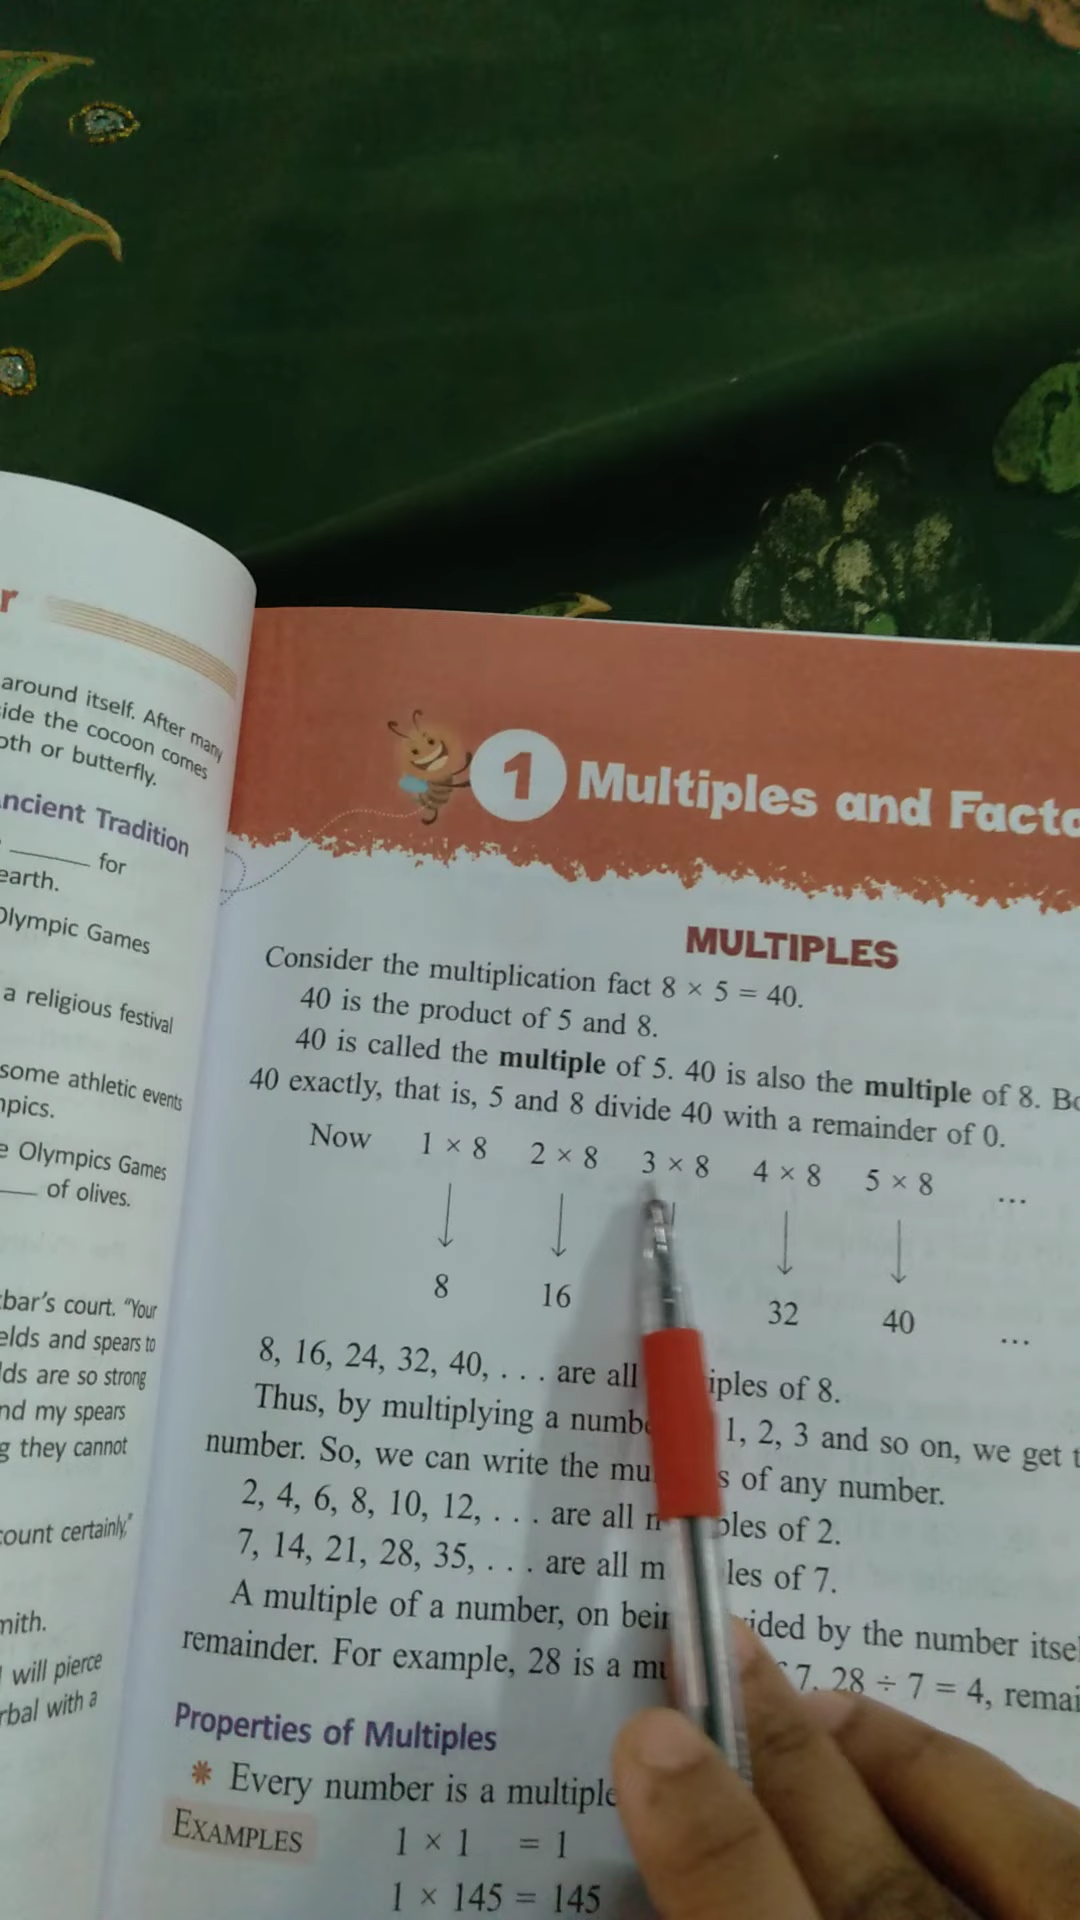 r
around itself. After many
side the cocoon comes
oth or butterfly.
ncient Tradition
for
earth.
Olympic Games
a religious festival
some athletic events
mpics.
e Olympics Games
of olives.
bar's court. "Your
elds and spears to
lds are so strong
nd my spears
g they cannot
count certainly,"
mith.
will pierce
rbal with a
1 Multiples and Facto
MULTIPLES
Consider the multiplication fact 8 × 5 = 40.
40 is the product of 5 and 8.
40 is called the multiple of 5. 40 is also the multiple of 8. Bo
40 exactly, that is, 5 and 8 divide 40 with a remainder of 0.
Now 1 × 8 2 × 8 3 × 8 4 × 8 5 × 8 ...
8 16 32 40 ...
8, 16, 24, 32, 40, . . . are all iples of 8.
Thus, by multiplying a numbe 1, 2, 3 and so on, we get t
number. So, we can write the mu s of any number.
2, 4, 6, 8, 10, 12, . . . are all m ples of 2.
7, 14, 21, 28, 35, . . . are all m les of 7.
A multiple of a number, on bein vided by the number itsel
remainder. For example, 28 is a mu 7. 28 ÷ 7 = 4, remai
Properties of Multiples
* Every number is a multiple
EXAMPLES 1 × 1 = 1
1 × 145 = 145